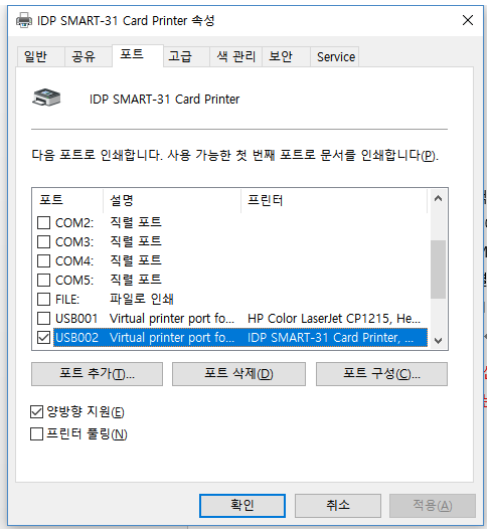 IDP SMART-31 Card Printer 속성
일반 공유 포트 고급 색 관리 보안 Service
IDP SMART-31 Card Printer
다음 포트로 인쇄합니다. 사용 가능한 첫 번째 포트로 문서를 인쇄합니다(P).
포트 설명 프린터
COM2: 직렬 포트
COM3: 직렬 포트
COM4: 직렬 포트
COM5: 직렬 포트
FILE: 파일로 인쇄
USB001 Virtual printer port fo... HP Color LaserJet CP1215, He...
USB002 Virtual printer port fo... IDP SMART-31 Card Printer, ...
포트 추가(T)... 포트 삭제(D) 포트 구성(C)...
양방향 지원(E)
프린터 풀링(N)
확인 취소 적용(A)